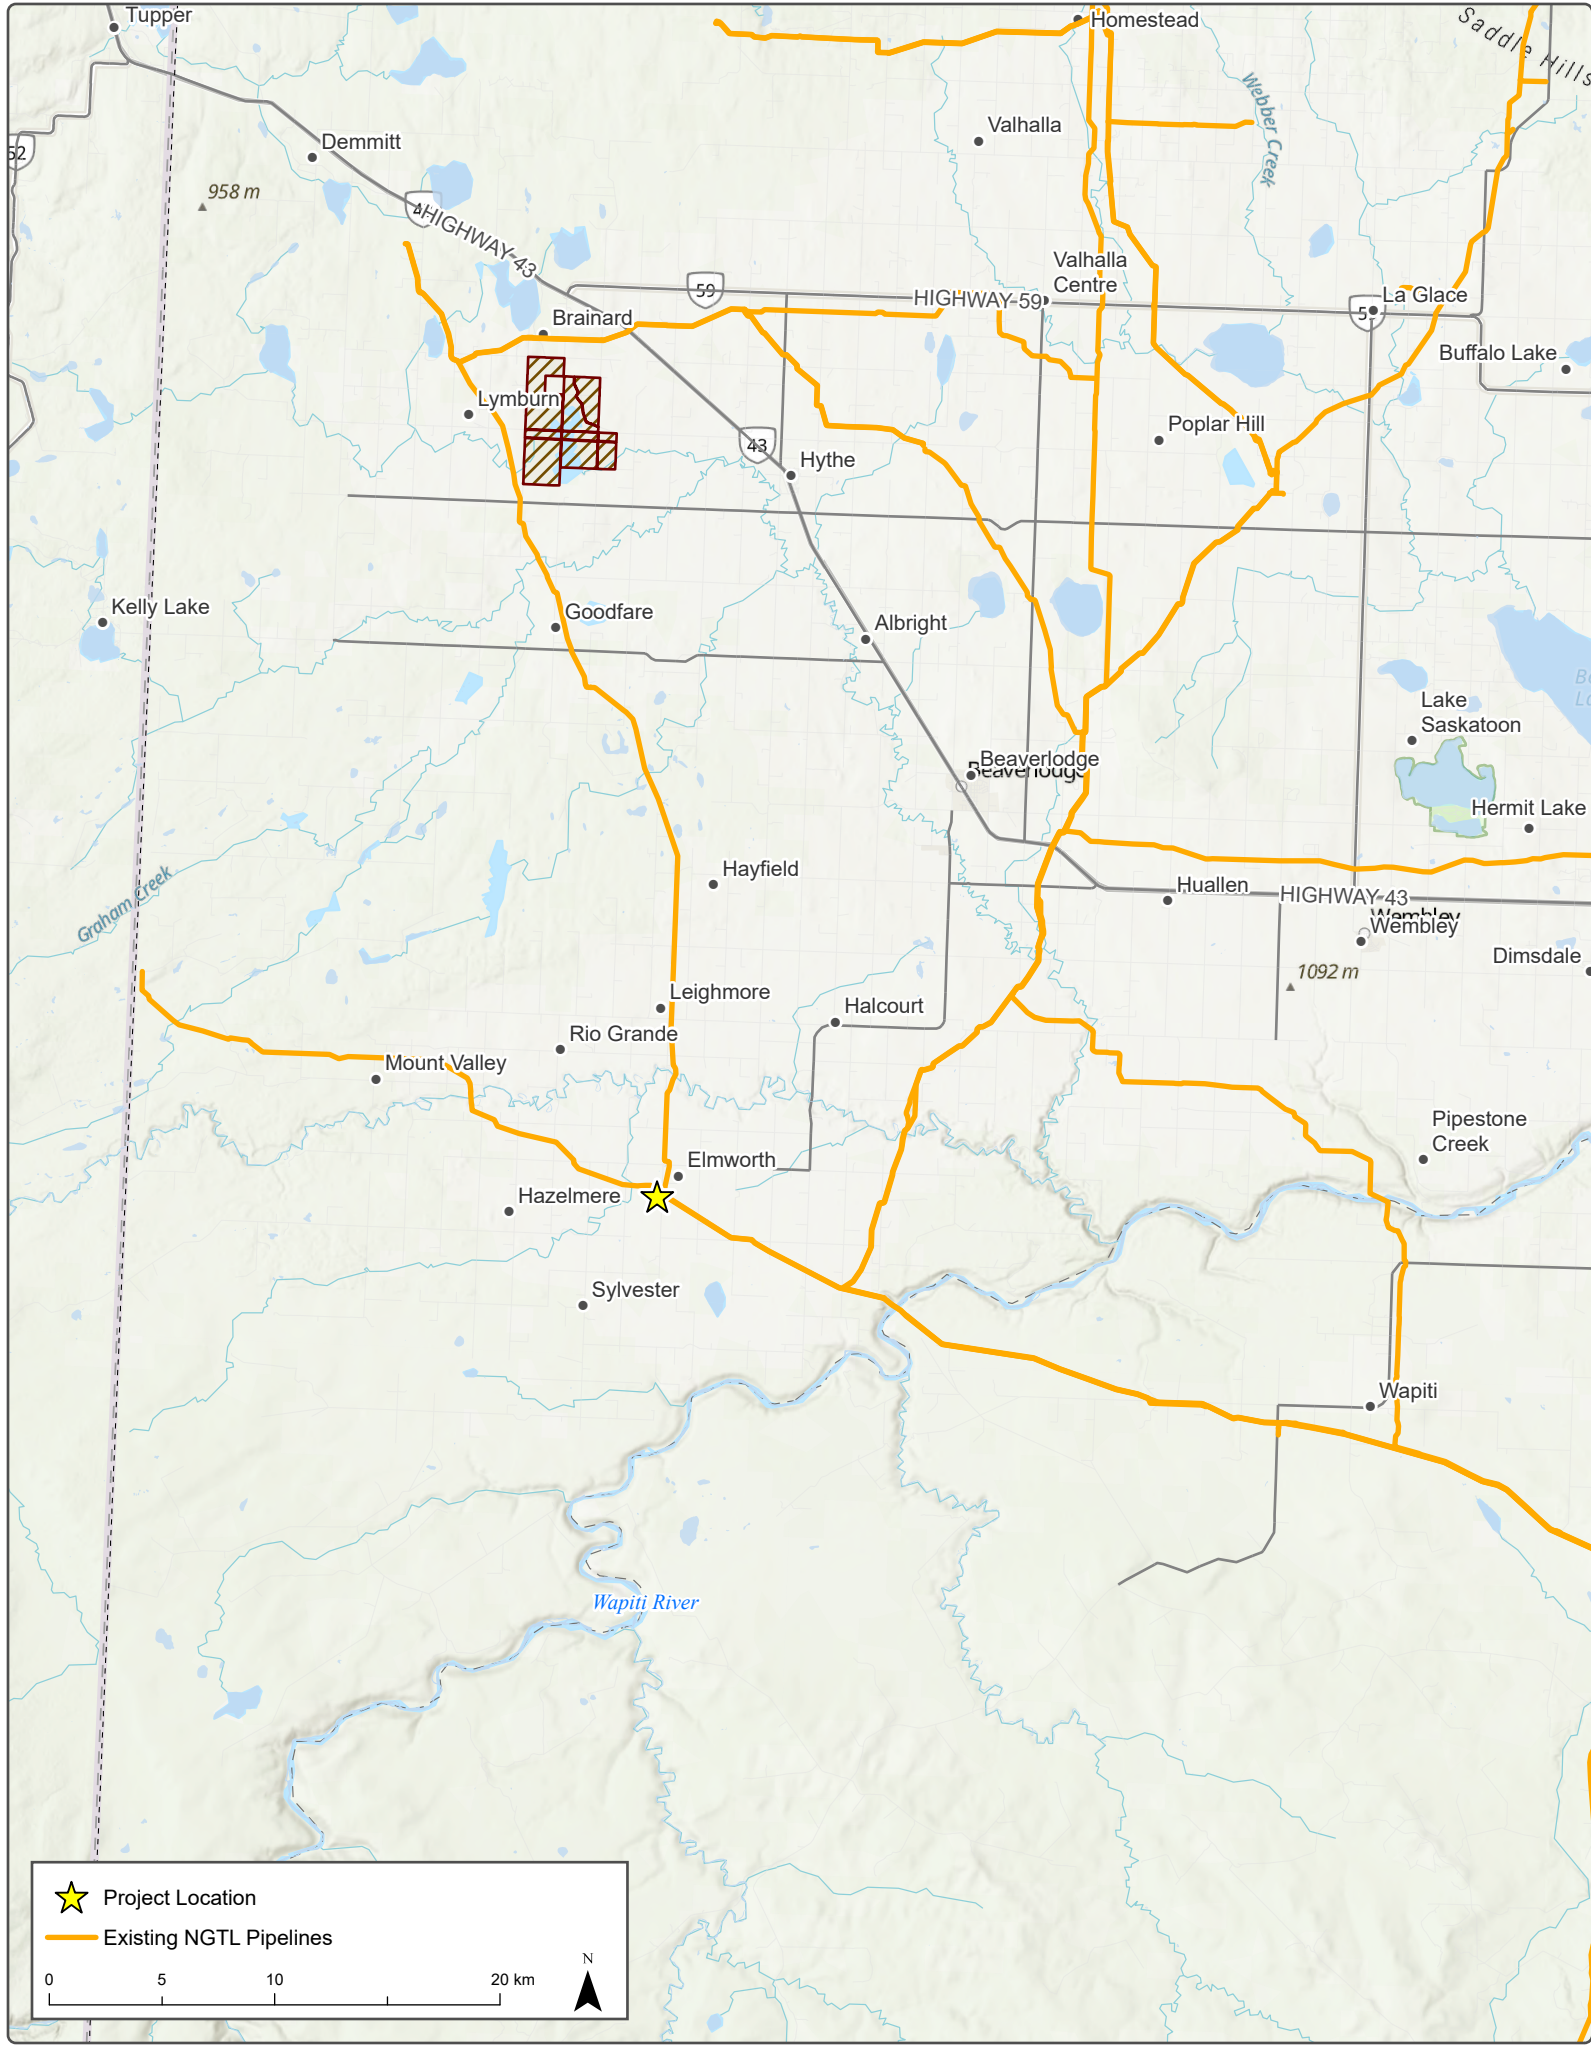 Tupper
Homestead
Saddle Hills
Webber Creek
Valhalla
Demmitt
52
958 m
HIGHWAY 43
Valhalla
Centre
59
HIGHWAY 59
La Glace
Brainard
Buffalo Lake
Lymburn
Poplar Hill
43
Hythe
Kelly Lake
Goodfare
Albright
Lake
Saskatoon
Beaverlodge
Beaverlodge
Hermit Lake
Hayfield
Graham Creek
Huallen
HIGHWAY 43
Wembley
Wembley
Dimsdale
1092 m
Leighmore
Halcourt
Rio Grande
Mount Valley
Pipestone
Creek
Elmworth
Hazelmere
Sylvester
Wapiti
Wapiti River
Project Location
Existing NGTL Pipelines
N
0 5 10 20 km